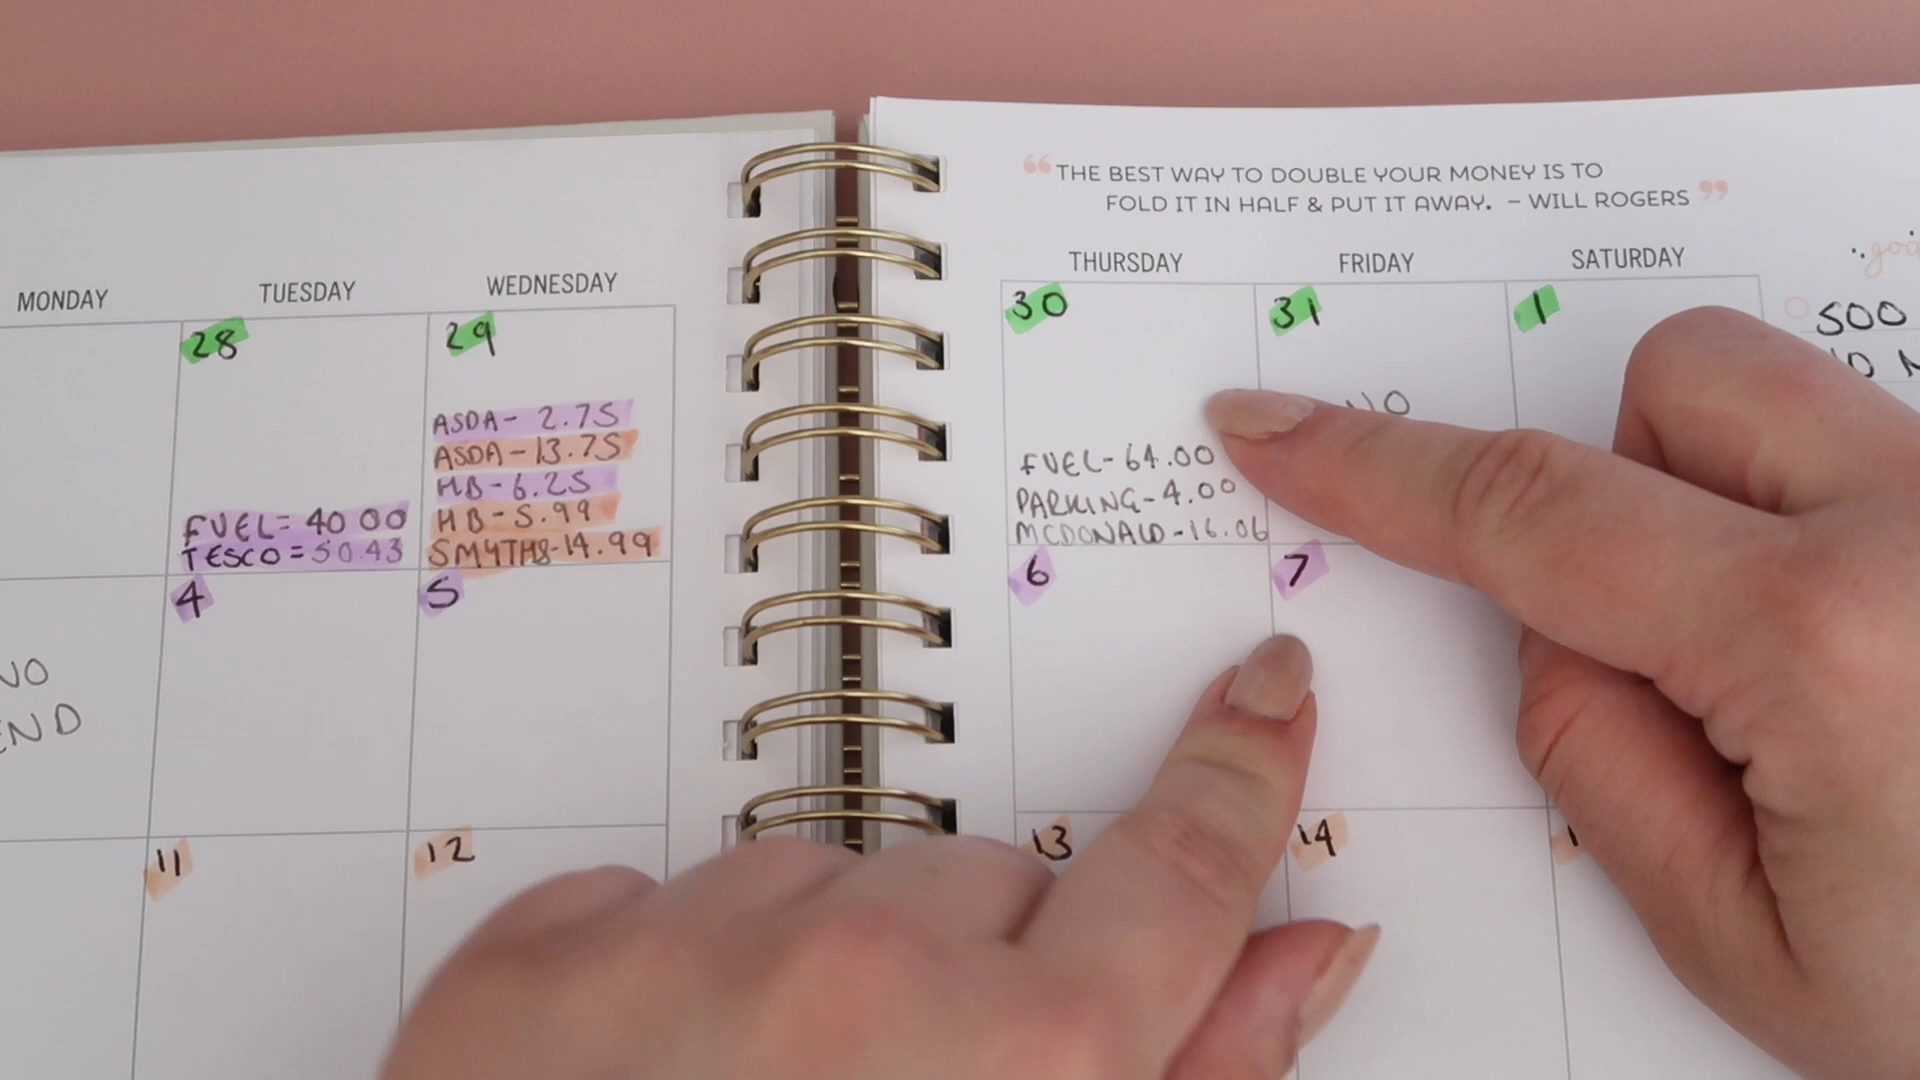 “THE BEST WAY TO DOUBLE YOUR MONEY IS TO
FOLD IT IN HALF & PUT IT AWAY. – WILL ROGERS”
MONDAY
TUESDAY
WEDNESDAY
THURSDAY
FRIDAY
SATURDAY
28
FUEL= 40 00
TESCO = 50.43
29
ASDA- 2.75
ASDA-13.75
HB- 6.25
HB-5.99
SMYTHS-14.99
30
FUEL-64.00
PARKING-4.00
MCDONALD-16.06
31
NO
1
500
4
5
6
7
NO
11
12
13
14